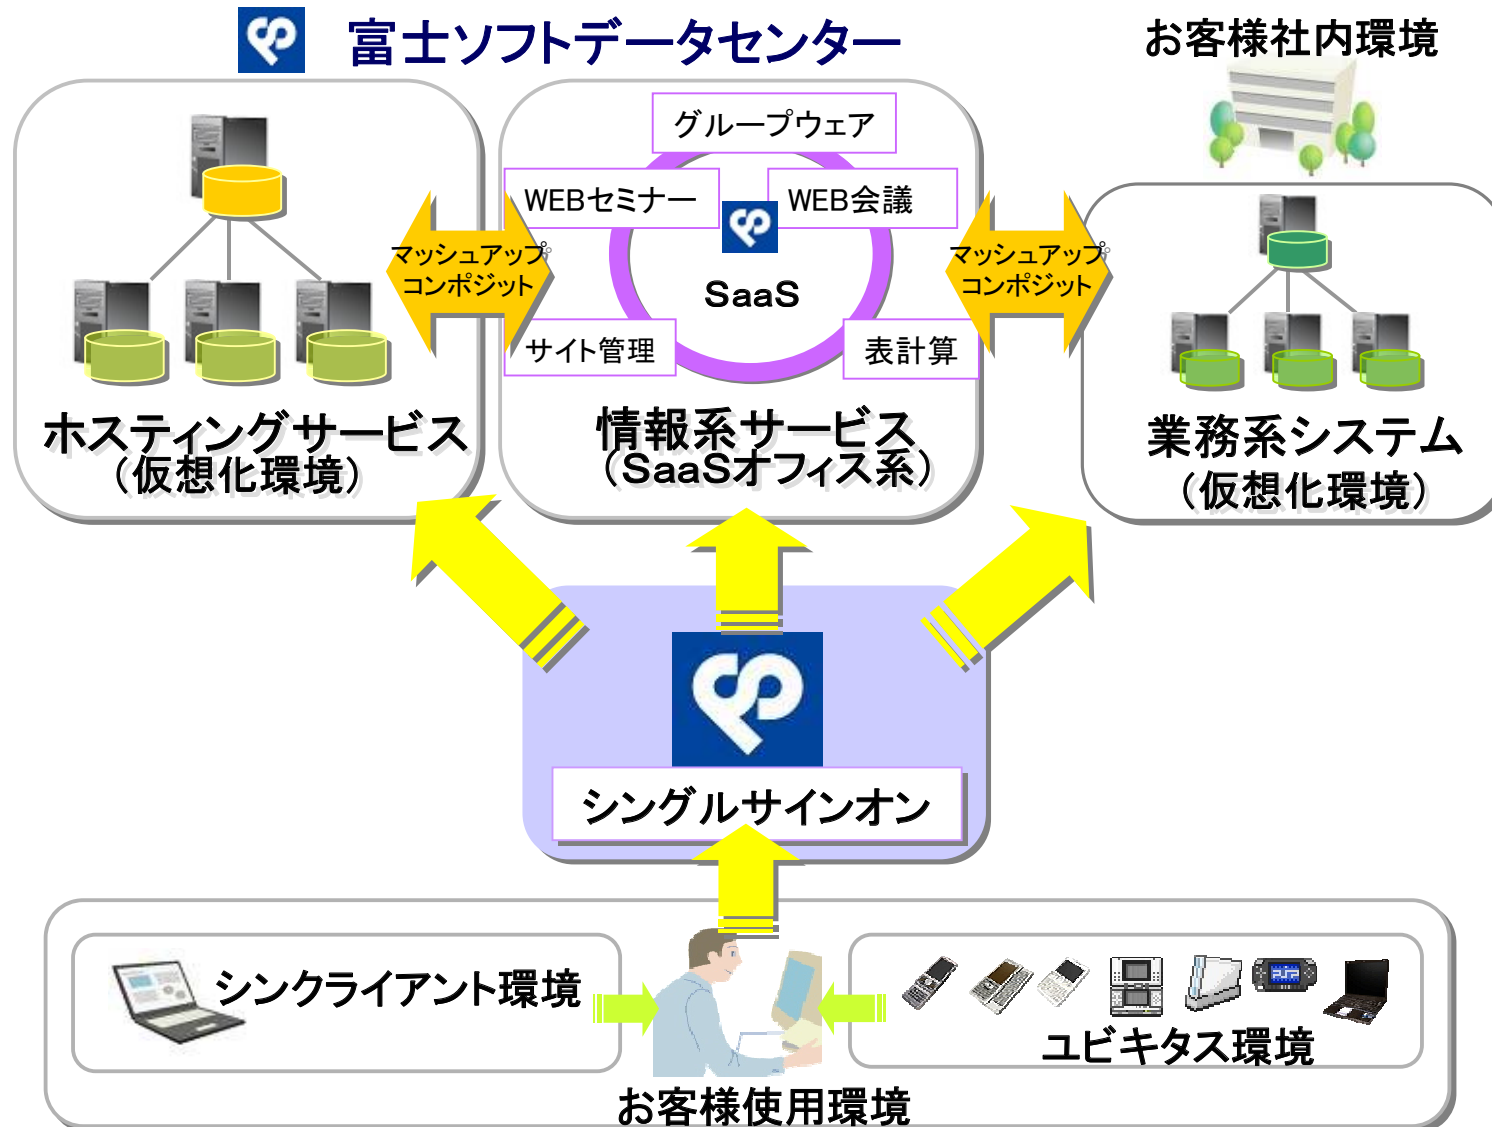 富士ソフトデータセンター
お客様社内環境
グループウェア
WEBセミナー
WEB会議
SaaS
サイト管理
表計算
マッシュアップ
コンポジット
マッシュアップ
コンポジット
ホスティングサービス
（仮想化環境）
情報系サービス
（SaaSオフィス系）
業務系システム
（仮想化環境）
シングルサインオン
シンクライアント環境
PSP
ユビキタス環境
お客様使用環境